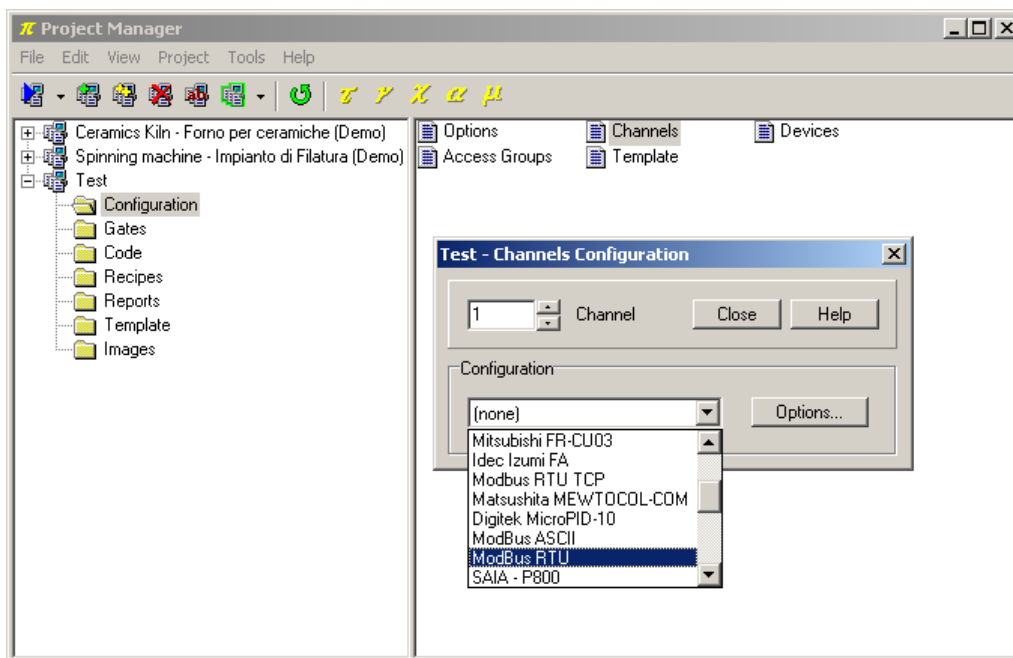 π Project Manager
File Edit View Project Tools Help
τ γ χ α μ
Ceramics Kiln - Forno per ceramiche (Demo)
Spinning machine - Impianto di Filatura (Demo)
Test
Configuration
Gates
Code
Recipes
Reports
Template
Images
Options Channels Devices
Access Groups Template
Test - Channels Configuration
1 Channel Close Help
Configuration
(none) Options...
Mitsubishi FR-CU03
Idec Izumi FA
Modbus RTU TCP
Matsushita MEWTOCOL-COM
Digitek MicroPID-10
ModBus ASCII
ModBus RTU
SAIA - P800